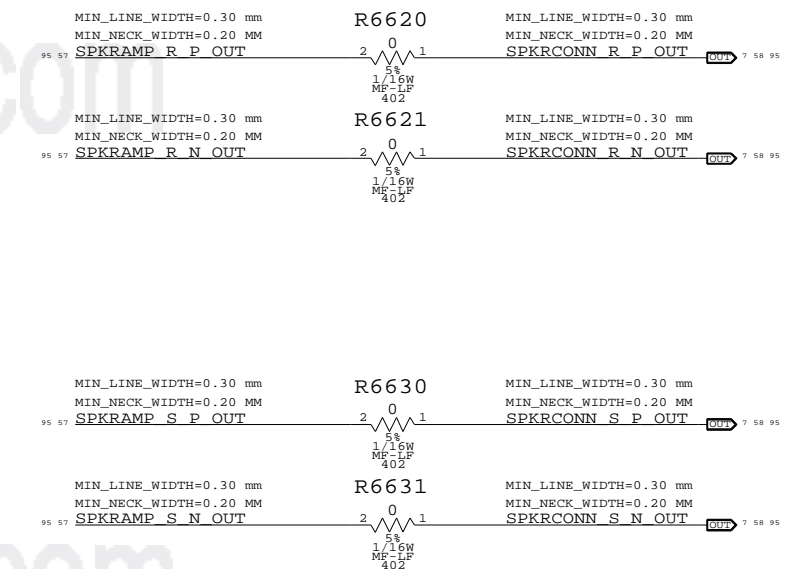 MIN_LINE_WIDTH=0.30 mm R6620 MIN_LINE_WIDTH=0.30 mm
MIN_NECK_WIDTH=0.20 MM 0 MIN_NECK_WIDTH=0.20 MM
95 57 SPKRAMP_R_P_OUT 2 1 SPKRCONN_R_P_OUT OUT 7 58 95
5%
1/16W
MF-LF
402
com
MIN_LINE_WIDTH=0.30 mm R6621 MIN_LINE_WIDTH=0.30 mm
MIN_NECK_WIDTH=0.20 MM 0 MIN_NECK_WIDTH=0.20 MM
95 57 SPKRAMP_R_N_OUT 2 1 SPKRCONN_R_N_OUT OUT 7 58 95
5%
1/16W
MF-LF
402
MIN_LINE_WIDTH=0.30 mm R6630 MIN_LINE_WIDTH=0.30 mm
MIN_NECK_WIDTH=0.20 MM 0 MIN_NECK_WIDTH=0.20 MM
95 57 SPKRAMP_S_P_OUT 2 1 SPKRCONN_S_P_OUT OUT 7 58 95
5%
1/16W
MF-LF
402
MIN_LINE_WIDTH=0.30 mm R6631 MIN_LINE_WIDTH=0.30 mm
MIN_NECK_WIDTH=0.20 MM 0 MIN_NECK_WIDTH=0.20 MM
95 57 SPKRAMP_S_N_OUT 2 1 SPKRCONN_S_N_OUT OUT 7 58 95
5%
1/16W
MF-LF
402
com